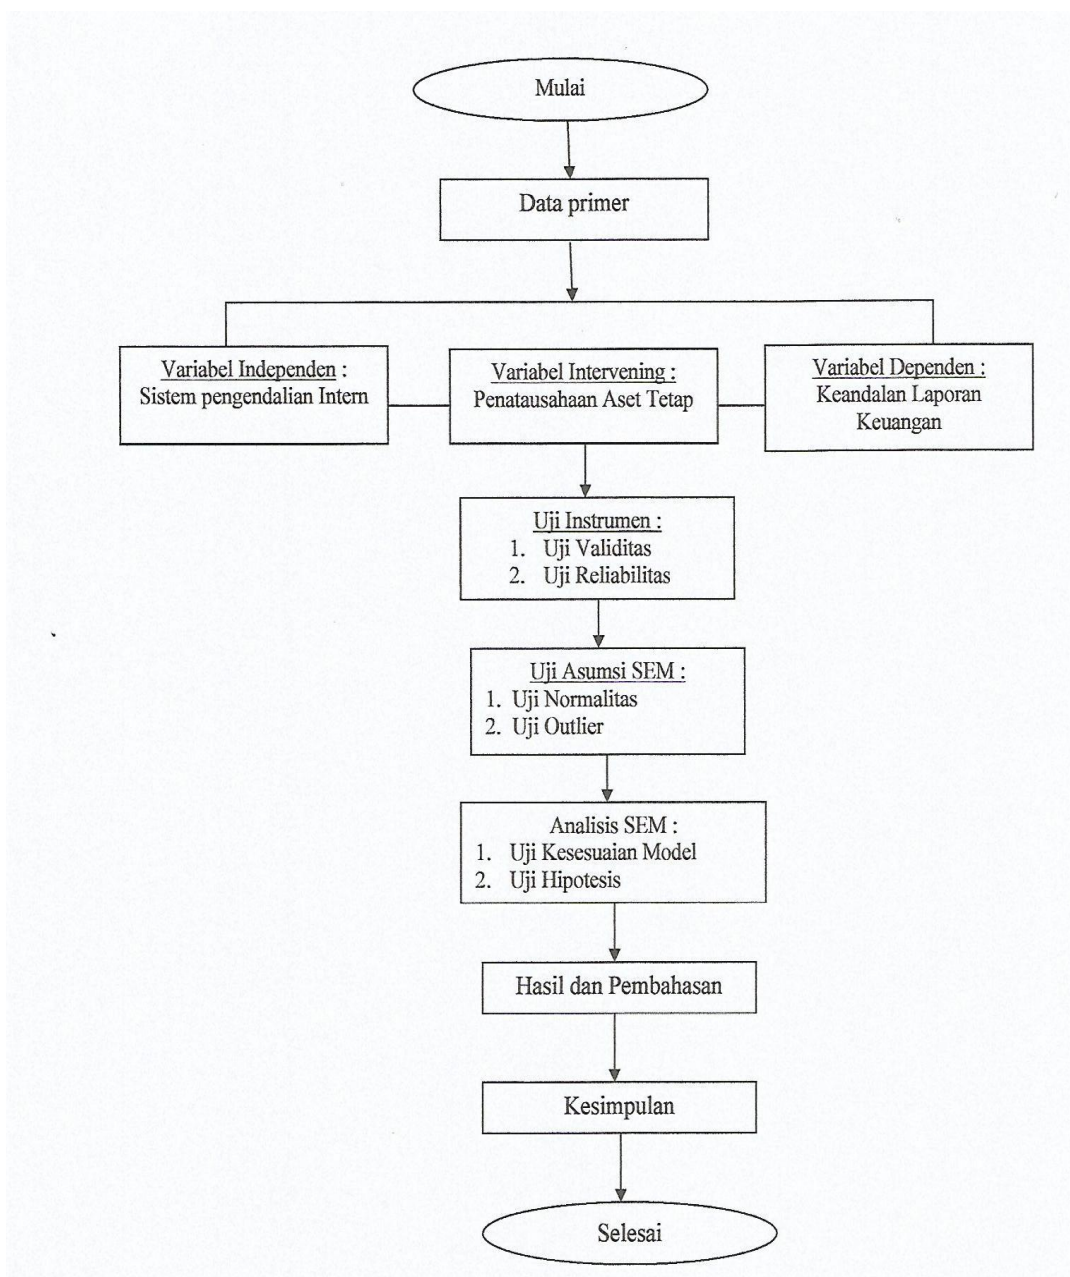 Mulai
Data primer
Variabel Independen :
Sistem pengendalian Intern
Variabel Intervening :
Penatausahaan Aset Tetap
Variabel Dependen :
Keandalan Laporan
Keuangan
Uji Instrumen :
1. Uji Validitas
2. Uji Reliabilitas
Uji Asumsi SEM :
1. Uji Normalitas
2. Uji Outlier
Analisis SEM :
1. Uji Kesesuaian Model
2. Uji Hipotesis
Hasil dan Pembahasan
Kesimpulan
Selesai